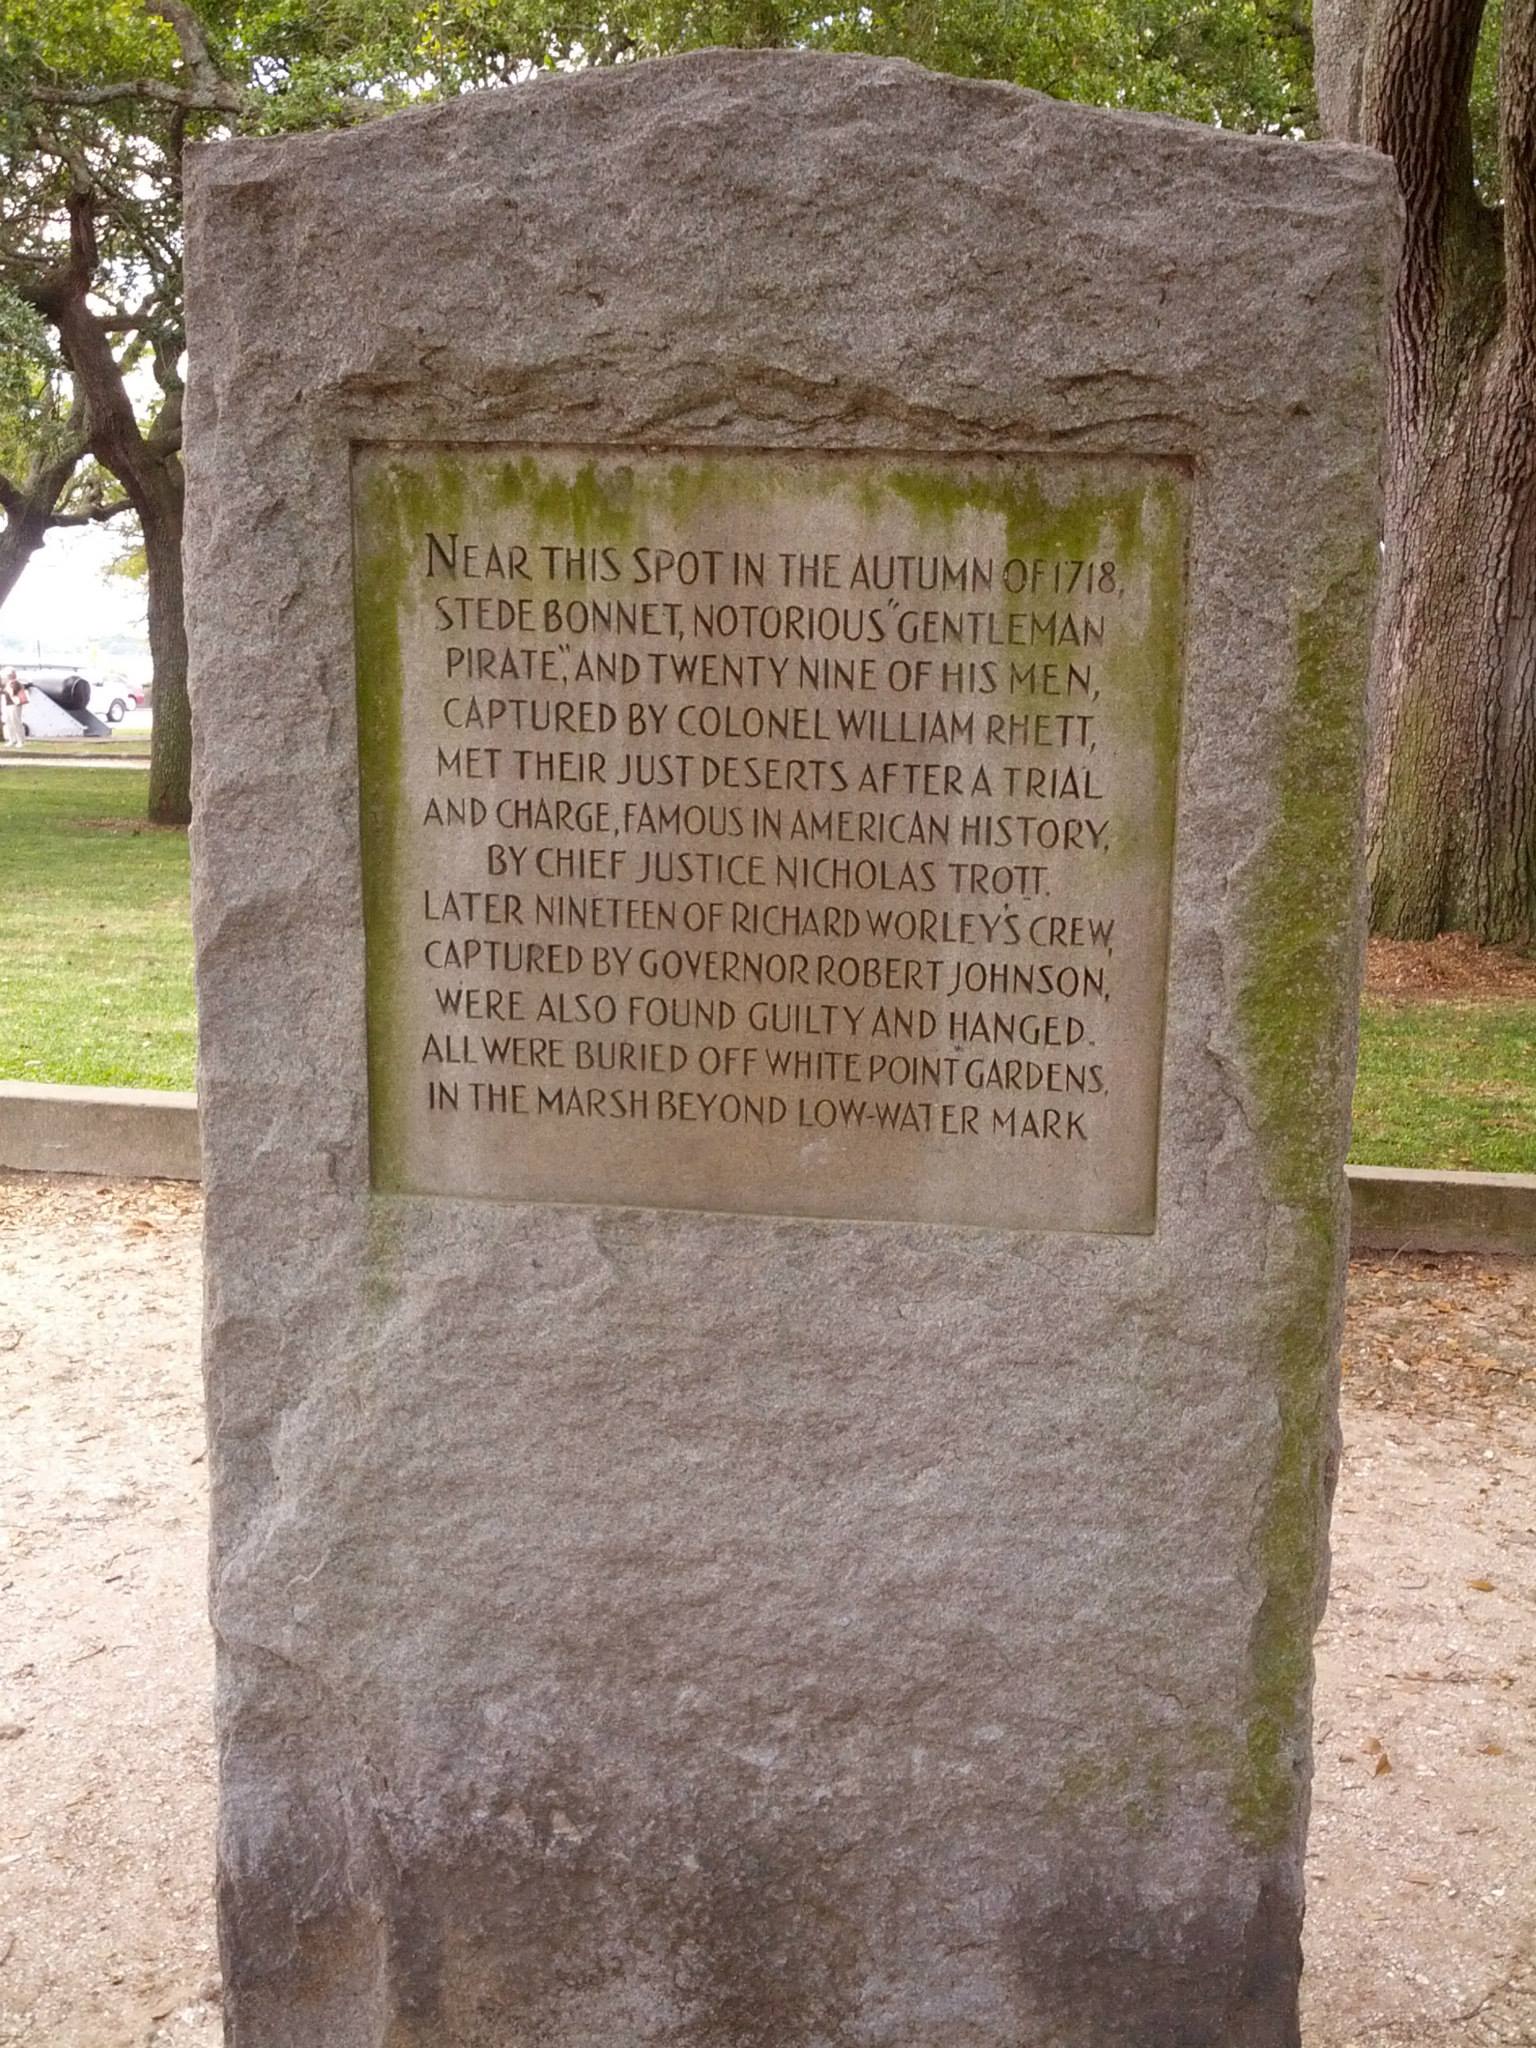 NEAR THIS SPOT IN THE AUTUMN OF 1718,
STEDE BONNET, NOTORIOUS "GENTLEMAN
PIRATE", AND TWENTY NINE OF HIS MEN,
CAPTURED BY COLONEL WILLIAM RHETT,
MET THEIR JUST DESERTS AFTER A TRIAL
AND CHARGE, FAMOUS IN AMERICAN HISTORY,
BY CHIEF JUSTICE NICHOLAS TROTT.
LATER NINETEEN OF RICHARD WORLEY'S CREW,
CAPTURED BY GOVERNOR ROBERT JOHNSON,
WERE ALSO FOUND GUILTY AND HANGED.
ALL WERE BURIED OFF WHITE POINT GARDENS,
IN THE MARSH BEYOND LOW-WATER MARK